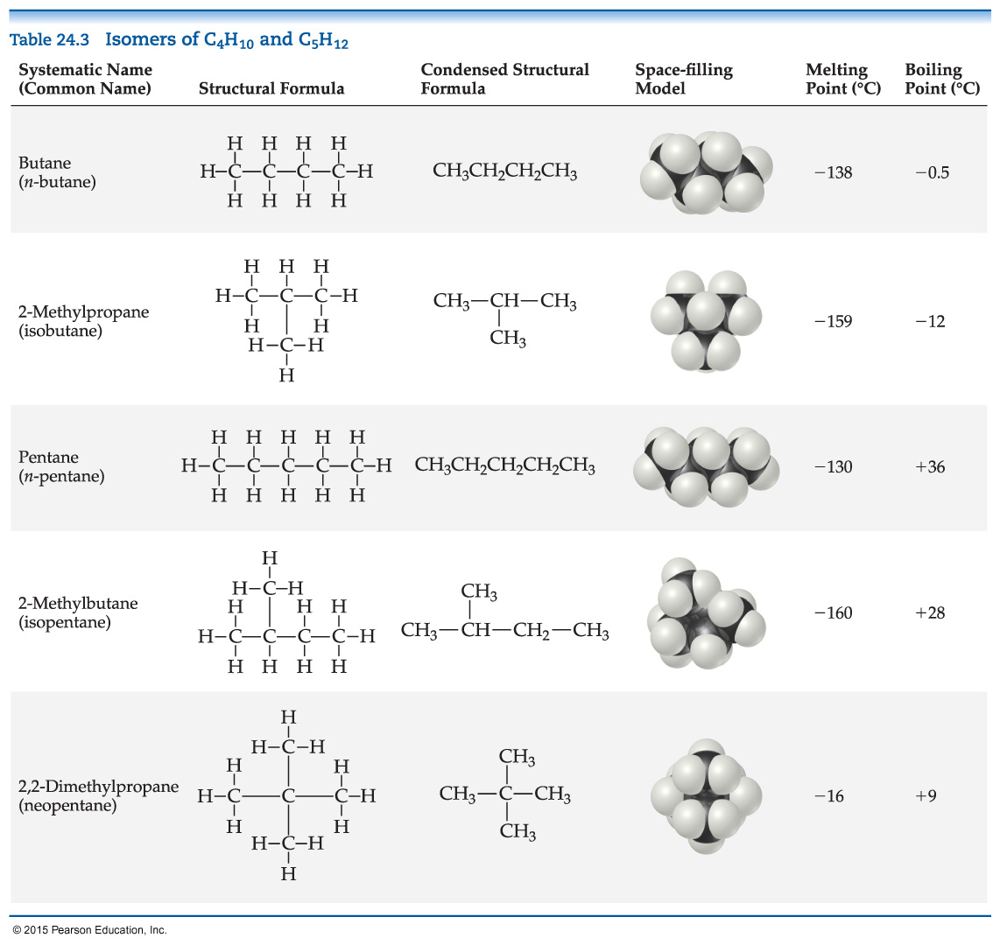 Table 24.3 Isomers of C₄H₁₀ and C₅H₁₂
Systematic Name
(Common Name)
Structural Formula
Condensed Structural
Formula
Space-filling
Model
Melting
Point (°C)
Boiling
Point (°C)
Butane
(n-butane)
H H H H
H–C–C–C–C–H
H H H H
CH₃CH₂CH₂CH₃
−138
−0.5
2-Methylpropane
(isobutane)
H H H
H–C–C–C–H
H H
H–C–H
H
CH₃—CH—CH₃
CH₃
−159
−12
Pentane
(n-pentane)
H H H H H
H–C–C–C–C–C–H
H H H H H
CH₃CH₂CH₂CH₂CH₃
−130
+36
2-Methylbutane
(isopentane)
H
H–C–H
H H H
H–C–C–C–C–H
H H H H
CH₃
CH₃—CH—CH₂—CH₃
−160
+28
2,2-Dimethylpropane
(neopentane)
H
H–C–H
H H
H–C—C—C–H
H H
H–C–H
H
CH₃
CH₃—C—CH₃
CH₃
−16
+9
© 2015 Pearson Education, Inc.